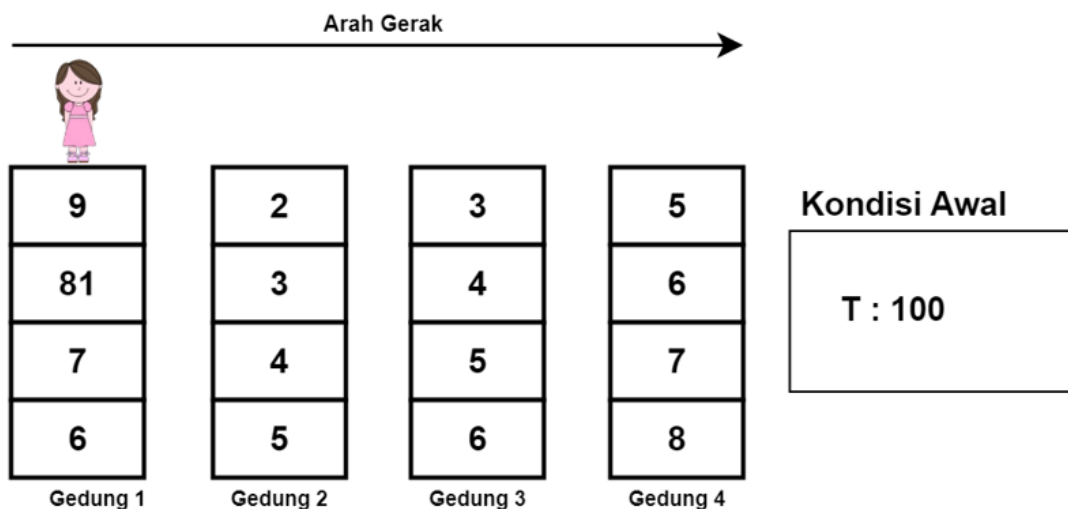 Arah Gerak
9 2 3 5
Kondisi Awal
81 3 4 6
T : 100
7 4 5 7
6 5 6 8
Gedung 1 Gedung 2 Gedung 3 Gedung 4